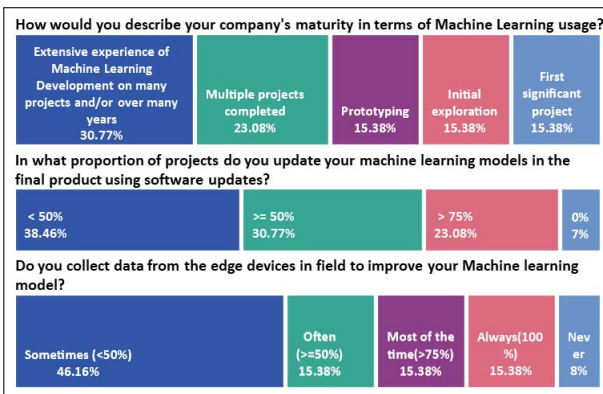 How would you describe your company's maturity in terms of Machine Learning usage?
Extensive experience of
Machine Learning
Development on many
projects and/or over many
years
30.77%
Multiple projects
completed
23.08%
Prototyping
15.38%
Initial
exploration
15.38%
First
significant
project
15.38%
In what proportion of projects do you update your machine learning models in the
final product using software updates?
< 50%
38.46%
>= 50%
30.77%
> 75%
23.08%
0%
7%
Do you collect data from the edge devices in field to improve your Machine learning
model?
Sometimes (<50%)
46.16%
Often
(>=50%)
15.38%
Most of the
time(>75%)
15.38%
Always(100
%)
15.38%
Nev
er
8%